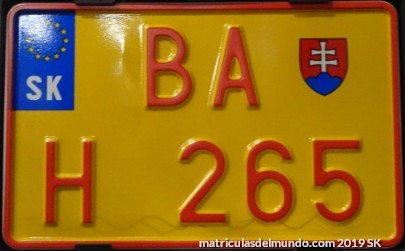 BA
SK
H 265
matriculasdelmundo.com 2019 SK